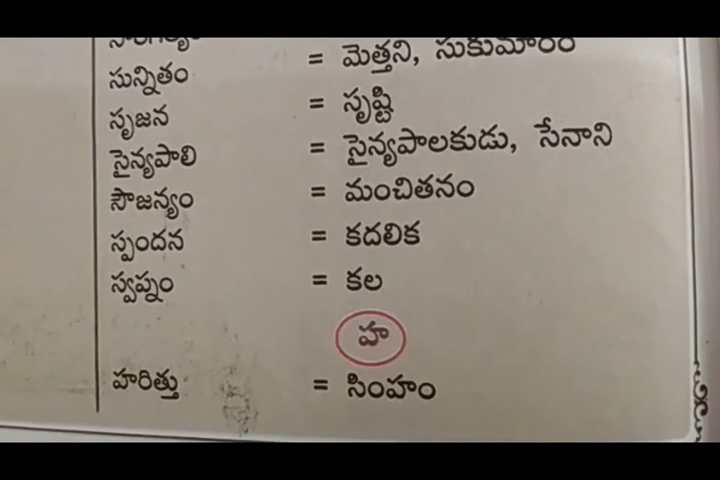 సున్నితం = మెత్తని, సుకుమారం
సృజన = సృష్టి
సైన్యపాలి = సైన్యపాలకుడు, సేనాని
సౌజన్యం = మంచితనం
స్పందన = కదలిక
స్వప్నం = కల
హ
హరిత్తు = సింహం